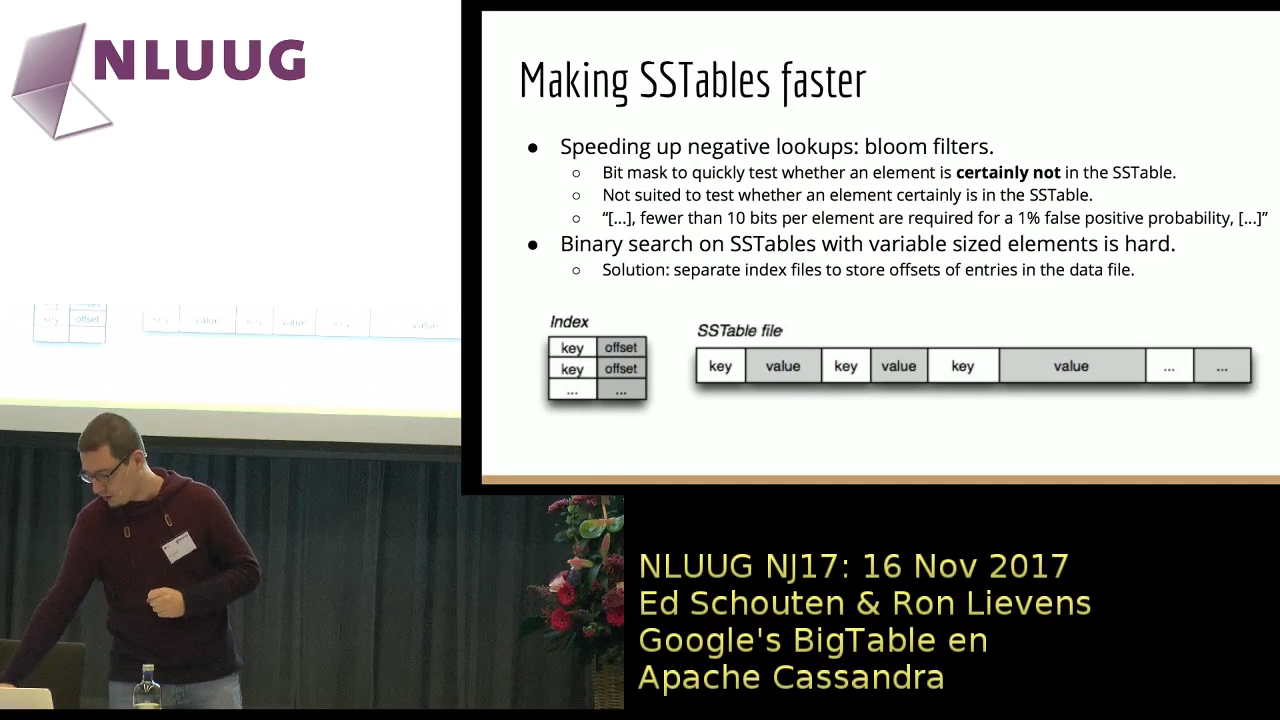 NLUUG
Making SSTables faster
● Speeding up negative lookups: bloom filters.
○ Bit mask to quickly test whether an element is certainly not in the SSTable.
○ Not suited to test whether an element certainly is in the SSTable.
○ “[...], fewer than 10 bits per element are required for a 1% false positive probability, [...]”
● Binary search on SSTables with variable sized elements is hard.
○ Solution: separate index files to store offsets of entries in the data file.
Index
key offset
key offset
... ...
SSTable file
key value key value key value ... ...
key offset
value value value
NLUUG NJ17: 16 Nov 2017
Ed Schouten & Ron Lievens
Google's BigTable en
Apache Cassandra